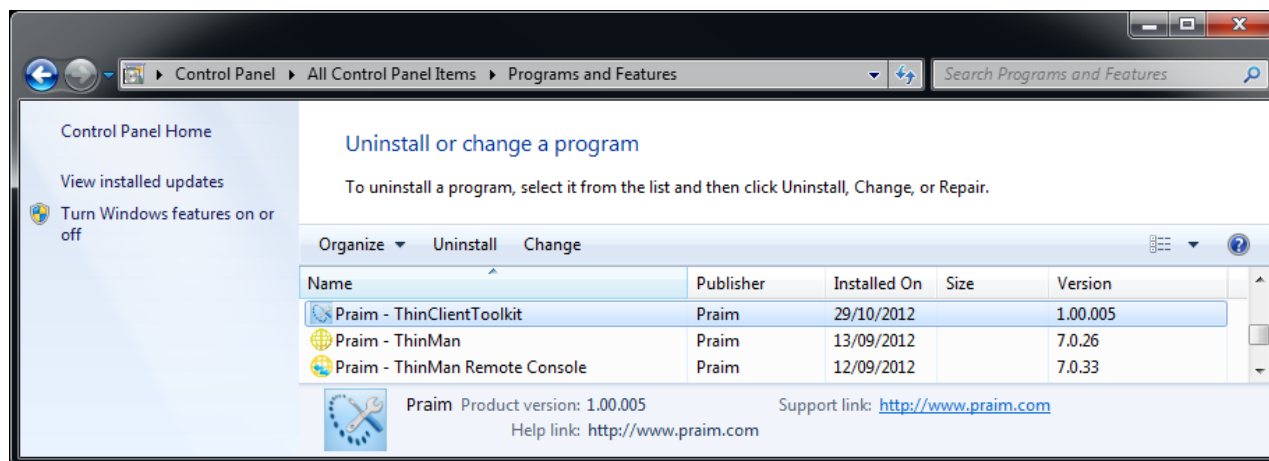 Control Panel ▸ All Control Panel Items ▸ Programs and Features
Search Programs and Features
Control Panel Home
View installed updates
Turn Windows features on or
off
Uninstall or change a program
To uninstall a program, select it from the list and then click Uninstall, Change, or Repair.
Organize Uninstall Change
Name Publisher Installed On Size Version
Praim - ThinClientToolkit Praim 29/10/2012 1.00.005
Praim - ThinMan Praim 13/09/2012 7.0.26
Praim - ThinMan Remote Console Praim 12/09/2012 7.0.33
Praim Product version: 1.00.005 Support link: http://www.praim.com
Help link: http://www.praim.com